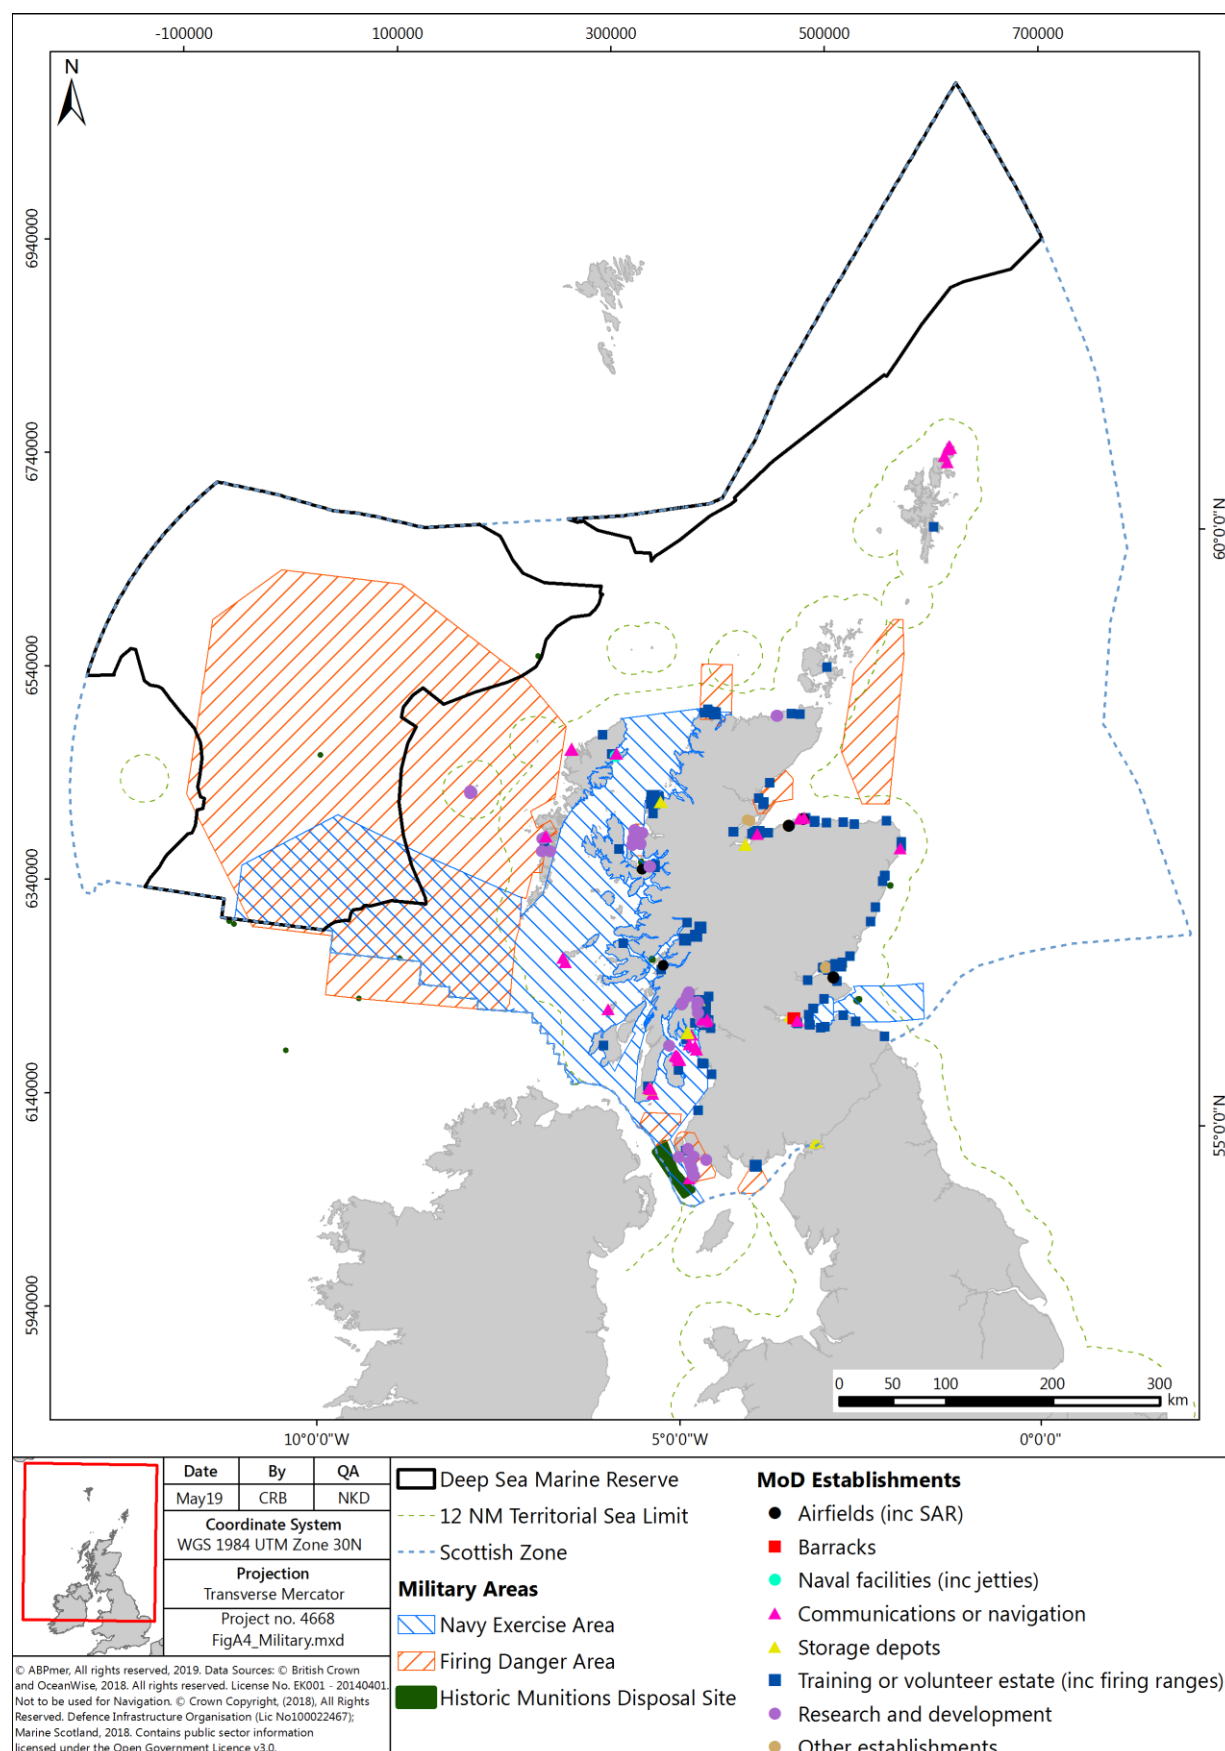 -100000 100000 300000 500000 700000
N
6940000
6740000
6540000
6340000
6140000
5940000
60°0'0"N
55°0'0"N
0 50 100 200 300
km
10°0'0"W 5°0'0"W 0°0'0"
Date By QA
May19 CRB NKD
Coordinate System
WGS 1984 UTM Zone 30N
Projection
Transverse Mercator
Project no. 4668
FigA4_Military.mxd
© ABPmer, All rights reserved, 2019. Data Sources: © British Crown
and OceanWise, 2018. All rights reserved. License No. EK001 - 20140401.
Not to be used for Navigation. © Crown Copyright, (2018), All Rights
Reserved. Defence Infrastructure Organisation (Lic No100022467);
Marine Scotland, 2018. Contains public sector information
licensed under the Open Government Licence v3.0.
Deep Sea Marine Reserve
12 NM Territorial Sea Limit
Scottish Zone
Military Areas
Navy Exercise Area
Firing Danger Area
Historic Munitions Disposal Site
MoD Establishments
Airfields (inc SAR)
Barracks
Naval facilities (inc jetties)
Communications or navigation
Storage depots
Training or volunteer estate (inc firing ranges)
Research and development
Other establishments